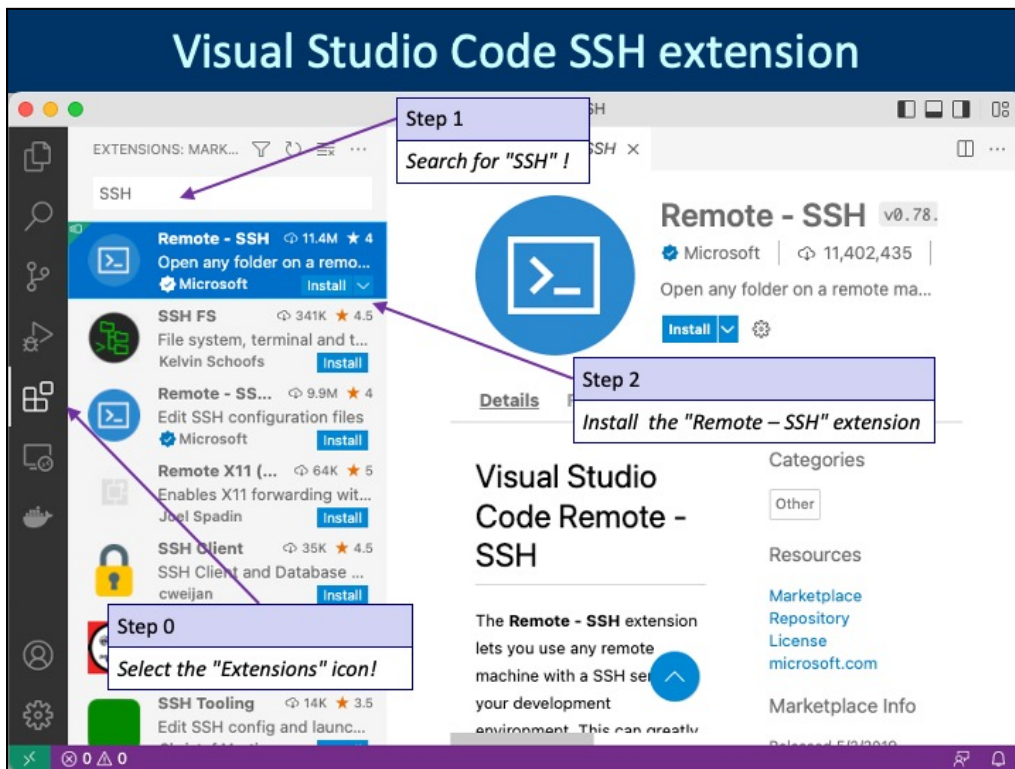 Visual Studio Code SSH extension
SH
Step 1
Search for "SSH" !
EXTENSIONS: MARK...
SSH
SSH
Remote - SSH 11.4M ★ 4
Open any folder on a remo...
Microsoft Install
SSH FS 341K ★ 4.5
File system, terminal and t...
Kelvin Schoofs Install
Remote - SS... 9.9M ★ 4
Edit SSH configuration files
Microsoft Install
Remote X11 (... 64K ★ 5
Enables X11 forwarding wit...
Joel Spadin Install
SSH Client 35K ★ 4.5
SSH Client and Database ...
cweijan Install
Step 0
Select the "Extensions" icon!
SSH Tooling 14K ★ 3.5
Edit SSH config and launc...
Remote - SSH v0.78.
Microsoft 11,402,435
Open any folder on a remote ma...
Install
Step 2
Install the "Remote – SSH" extension
Details
Visual Studio
Code Remote -
SSH
The Remote - SSH extension
lets you use any remote
machine with a SSH
your development
environment. This can greatly
Categories
Other
Resources
Marketplace
Repository
License
microsoft.com
Marketplace Info
0 0